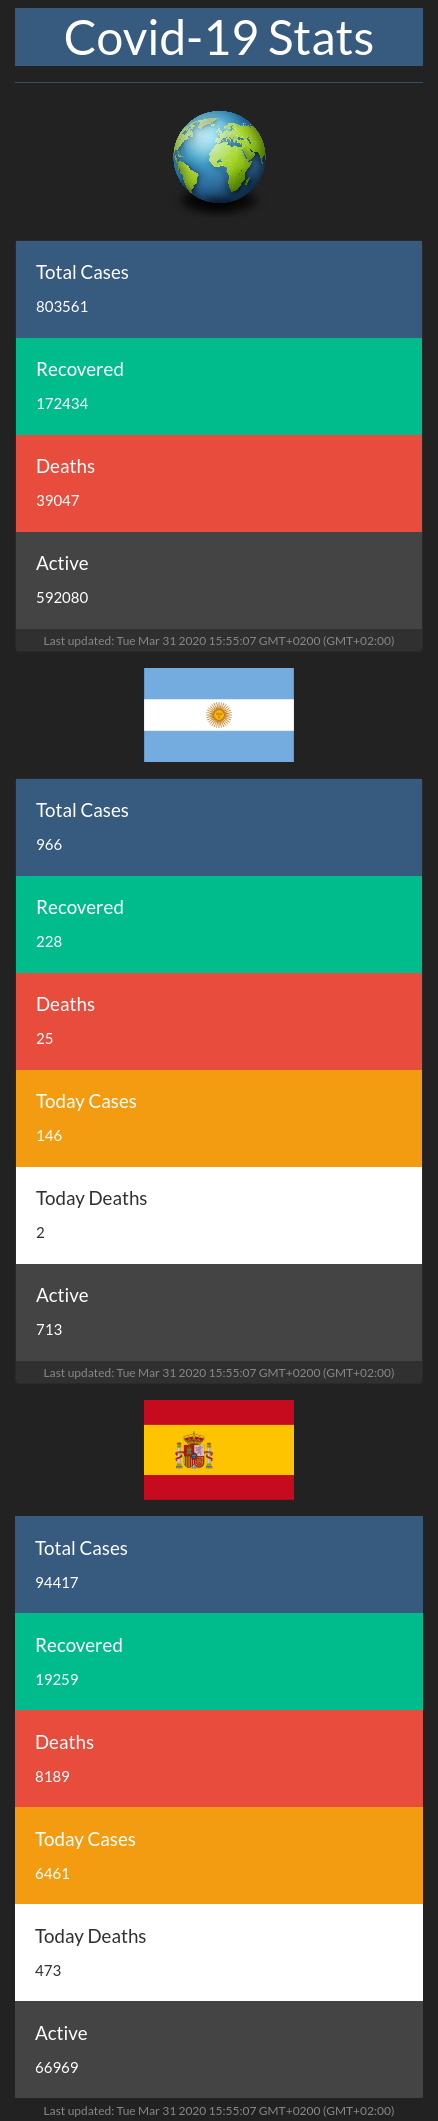 Covid-19 Stats
Total Cases
803561
Recovered
172434
Deaths
39047
Active
592080
Last updated: Tue Mar 31 2020 15:55:07 GMT+0200 (GMT+02:00)
Total Cases
966
Recovered
228
Deaths
25
Today Cases
146
Today Deaths
2
Active
713
Last updated: Tue Mar 31 2020 15:55:07 GMT+0200 (GMT+02:00)
Total Cases
94417
Recovered
19259
Deaths
8189
Today Cases
6461
Today Deaths
473
Active
66969
Last updated: Tue Mar 31 2020 15:55:07 GMT+0200 (GMT+02:00)